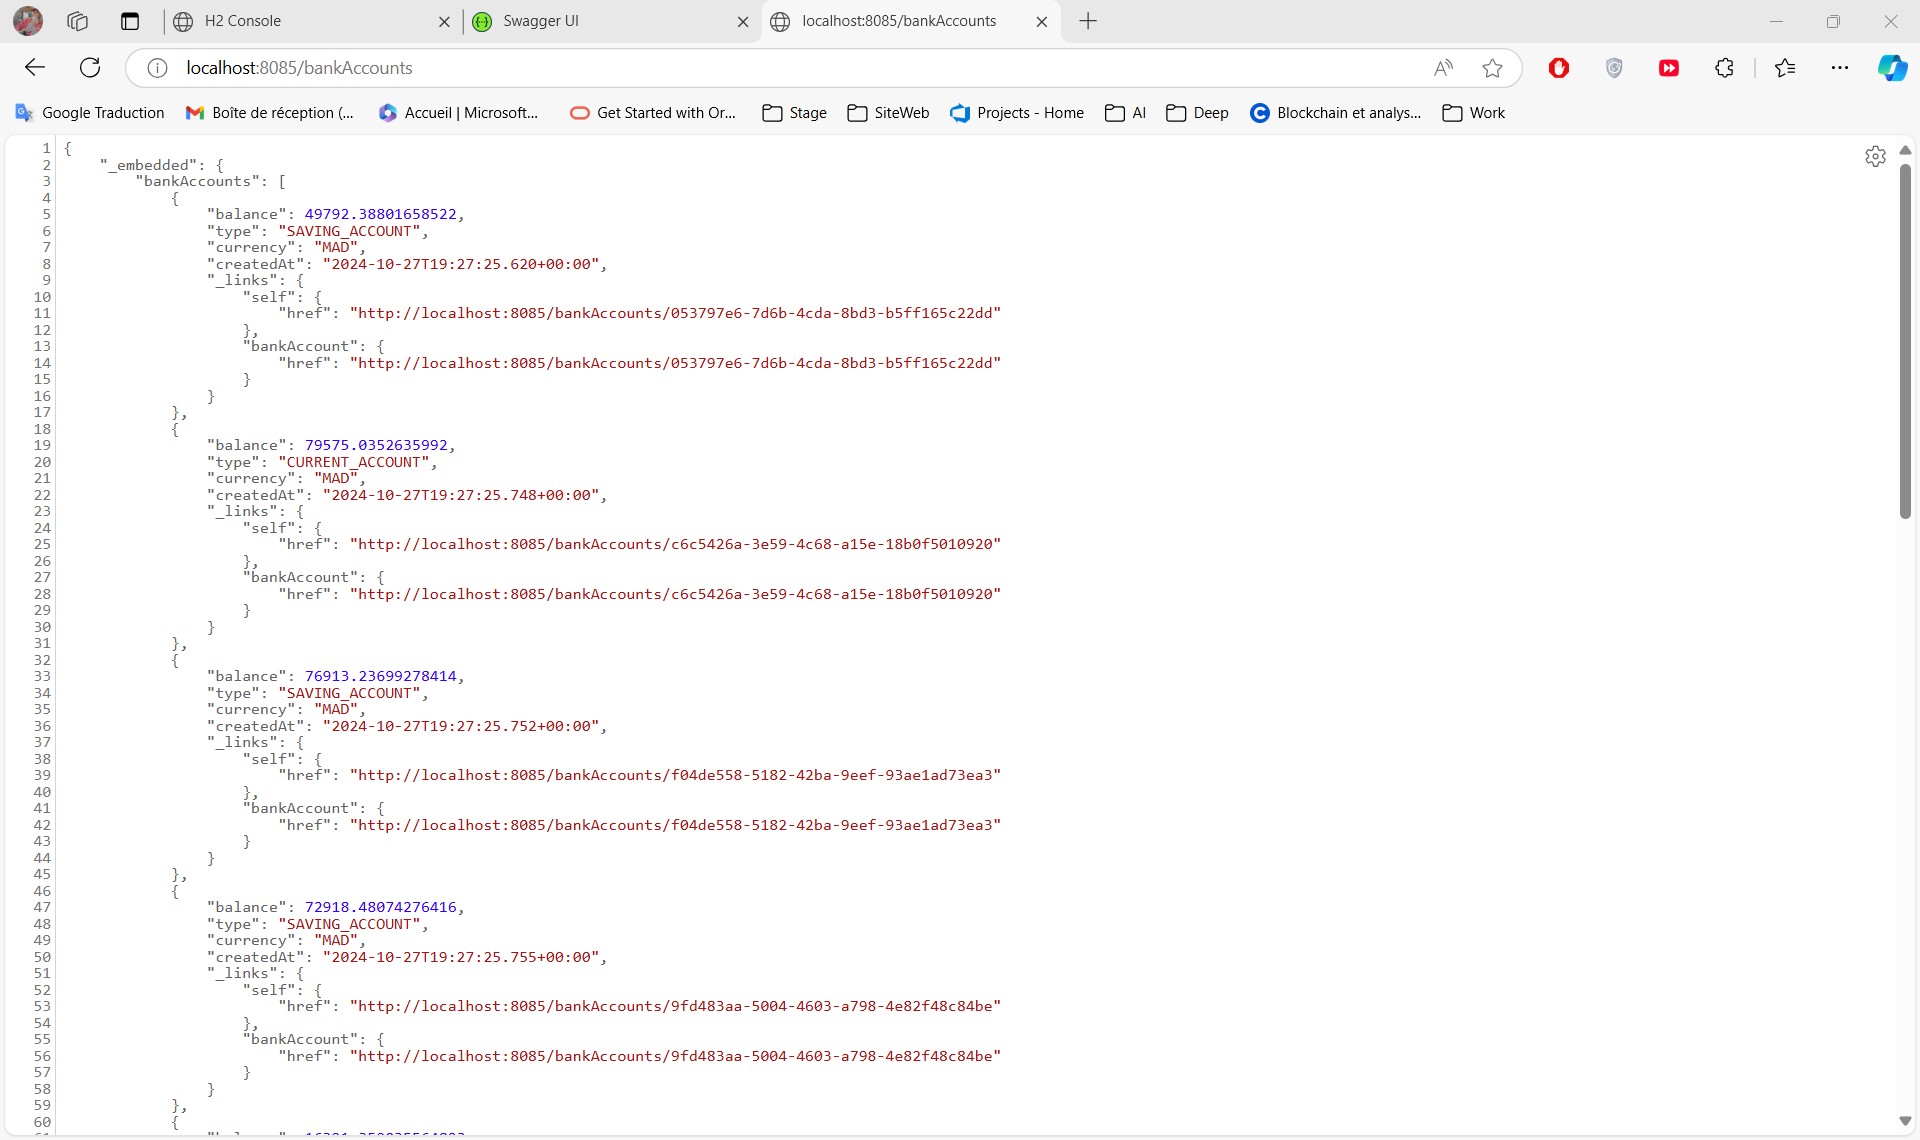 H2 Console
Swagger UI
localhost:8085/bankAccounts
localhost:8085/bankAccounts
Google Traduction
Boîte de réception (...
Accueil | Microsoft...
Get Started with Or...
Stage
SiteWeb
Projects - Home
AI
Deep
Blockchain et analys...
Work
1 {
2 "_embedded": {
3 "bankAccounts": [
4 {
5 "balance": 49792.38801658522,
6 "type": "SAVING_ACCOUNT",
7 "currency": "MAD",
8 "createdAt": "2024-10-27T19:27:25.620+00:00",
9 "_links": {
10 "self": {
11 "href": "http://localhost:8085/bankAccounts/053797e6-7d6b-4cda-8bd3-b5ff165c22dd"
12 },
13 "bankAccount": {
14 "href": "http://localhost:8085/bankAccounts/053797e6-7d6b-4cda-8bd3-b5ff165c22dd"
15 }
16 }
17 },
18 {
19 "balance": 79575.0352635992,
20 "type": "CURRENT_ACCOUNT",
21 "currency": "MAD",
22 "createdAt": "2024-10-27T19:27:25.748+00:00",
23 "_links": {
24 "self": {
25 "href": "http://localhost:8085/bankAccounts/c6c5426a-3e59-4c68-a15e-18b0f5010920"
26 },
27 "bankAccount": {
28 "href": "http://localhost:8085/bankAccounts/c6c5426a-3e59-4c68-a15e-18b0f5010920"
29 }
30 }
31 },
32 {
33 "balance": 76913.23699278414,
34 "type": "SAVING_ACCOUNT",
35 "currency": "MAD",
36 "createdAt": "2024-10-27T19:27:25.752+00:00",
37 "_links": {
38 "self": {
39 "href": "http://localhost:8085/bankAccounts/f04de558-5182-42ba-9eef-93ae1ad73ea3"
40 },
41 "bankAccount": {
42 "href": "http://localhost:8085/bankAccounts/f04de558-5182-42ba-9eef-93ae1ad73ea3"
43 }
44 }
45 },
46 {
47 "balance": 72918.48074276416,
48 "type": "SAVING_ACCOUNT",
49 "currency": "MAD",
50 "createdAt": "2024-10-27T19:27:25.755+00:00",
51 "_links": {
52 "self": {
53 "href": "http://localhost:8085/bankAccounts/9fd483aa-5004-4603-a798-4e82f48c84be"
54 },
55 "bankAccount": {
56 "href": "http://localhost:8085/bankAccounts/9fd483aa-5004-4603-a798-4e82f48c84be"
57 }
58 }
59 },
60 {